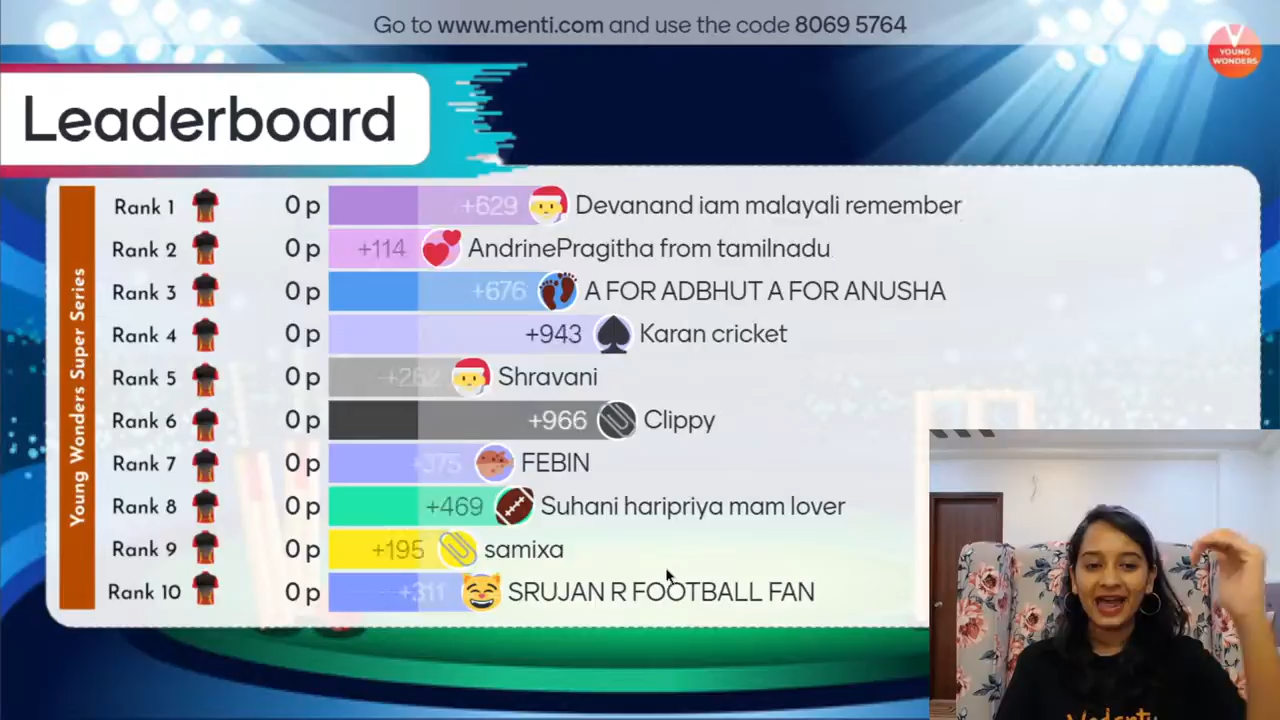 Go to www.menti.com and use the code 8069 5764
YOUNG
WONDERS
Leaderboard
Young Wonders Super Series
Rank 1 0 p +629 Devanand iam malayali remember
Rank 2 0 p +114 AndrinePragitha from tamilnadu
Rank 3 0 p +676 A FOR ADBHUT A FOR ANUSHA
Rank 4 0 p +943 Karan cricket
Rank 5 0 p Shravani
Rank 6 0 p +966 Clippy
Rank 7 0 p +375 FEBIN
Rank 8 0 p +469 Suhani haripriya mam lover
Rank 9 0 p +195 samixa
Rank 10 0 p +311 SRUJAN R FOOTBALL FAN